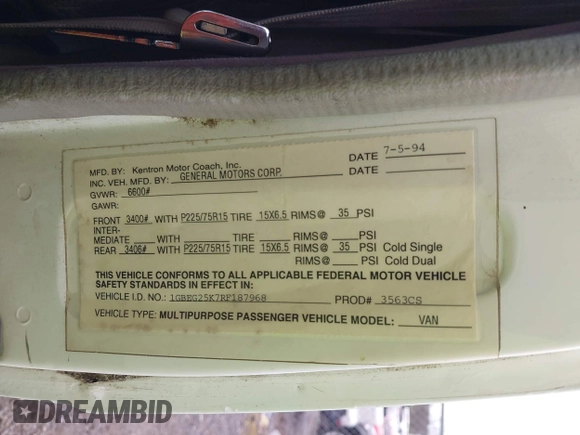 MFD. BY: Kentron Motor Coach, Inc. DATE 7-5-94
INC. VEH. MFD. BY: GENERAL MOTORS CORP. DATE
GVWR: 6600#
GAWR:
FRONT 3400# WITH P225/75R15 TIRE 15X6.5 RIMS@ 35 PSI
INTER-
MEDIATE WITH TIRE RIMS@ PSI
REAR 3406# WITH P225/75R15 TIRE 15X6.5 RIMS@ 35 PSI Cold Single
RIMS@ PSI Cold Dual
THIS VEHICLE CONFORMS TO ALL APPLICABLE FEDERAL MOTOR VEHICLE
SAFETY STANDARDS IN EFFECT IN:
VEHICLE I.D. NO.: 1GBEG25K7RF187968 PROD# 3563CS
VEHICLE TYPE: MULTIPURPOSE PASSENGER VEHICLE MODEL: VAN
DREAMBID